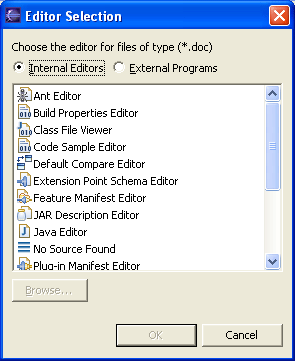 Editor Selection
Choose the editor for files of type (*.doc)
Internal Editors External Programs
Ant Editor
Build Properties Editor
Class File Viewer
Code Sample Editor
Default Compare Editor
Extension Point Schema Editor
Feature Manifest Editor
JAR Description Editor
Java Editor
No Source Found
Plug-in Manifest Editor
Browse...
OK Cancel